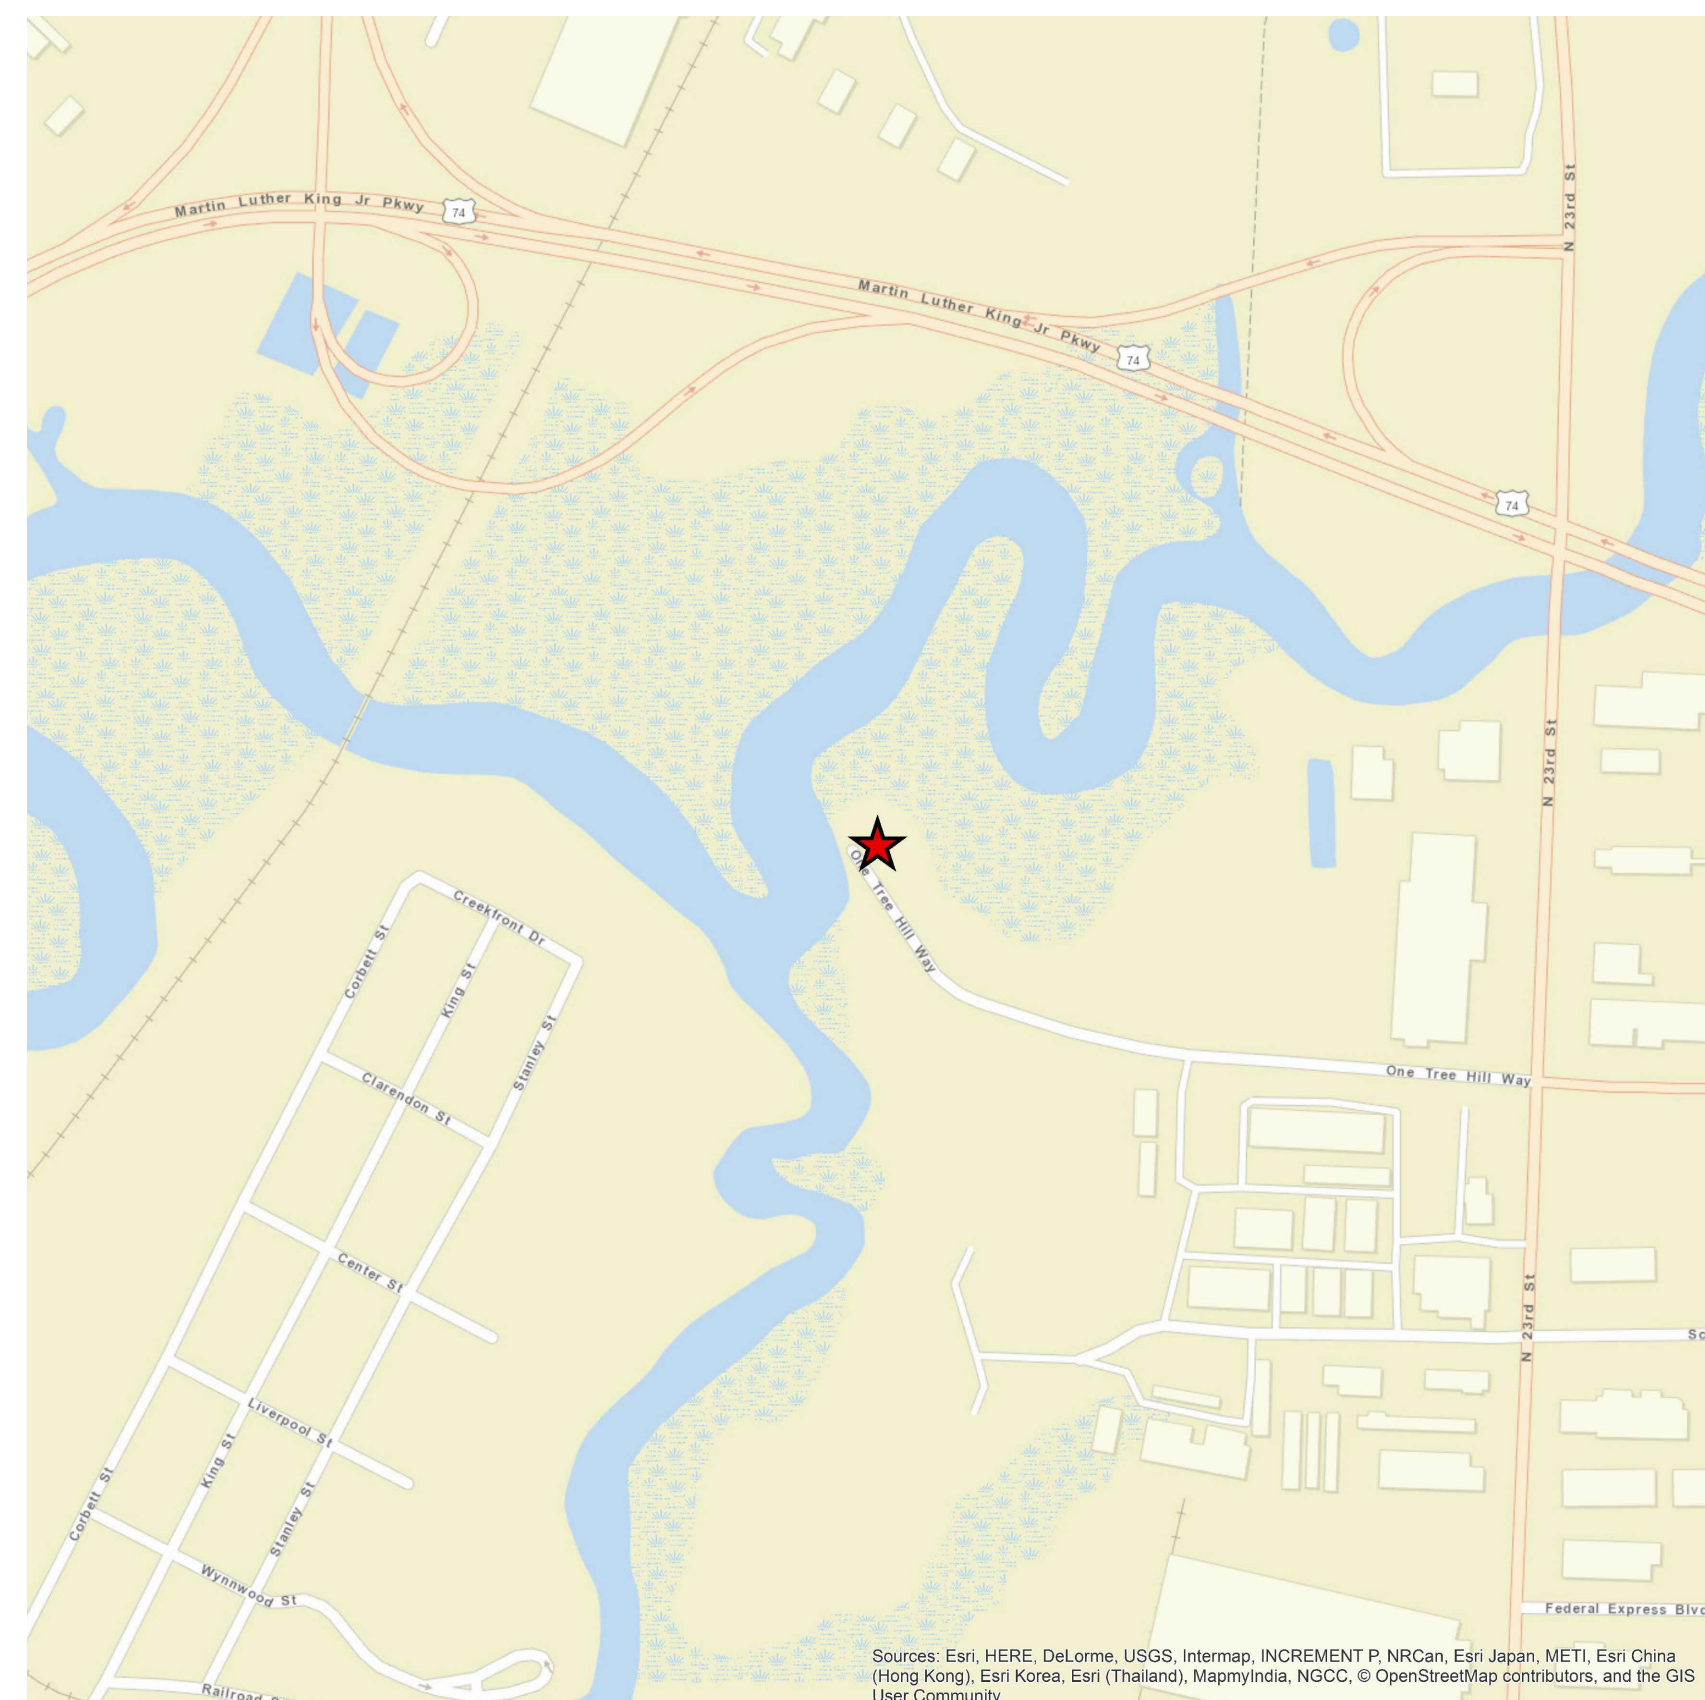 N 23rd St
Martin Luther King Jr Pkwy
74
Martin Luther King Jr Pkwy
74
74
N 23rd St
One Tree Hill Way
Creekfront Dr
Corbett St
King St
Stanley St
One Tree Hill Way
Clarendon St
Center St
N 23rd St
Liverpool St
King St
Corbett St
Stanley St
Wynnwood St
Federal Express Blvd
Railroad
Sources: Esri, HERE, DeLorme, USGS, Intermap, INCREMENT P, NRCan, Esri Japan, METI, Esri China
(Hong Kong), Esri Korea, Esri (Thailand), MapmyIndia, NGCC, © OpenStreetMap contributors, and the GIS
User Community